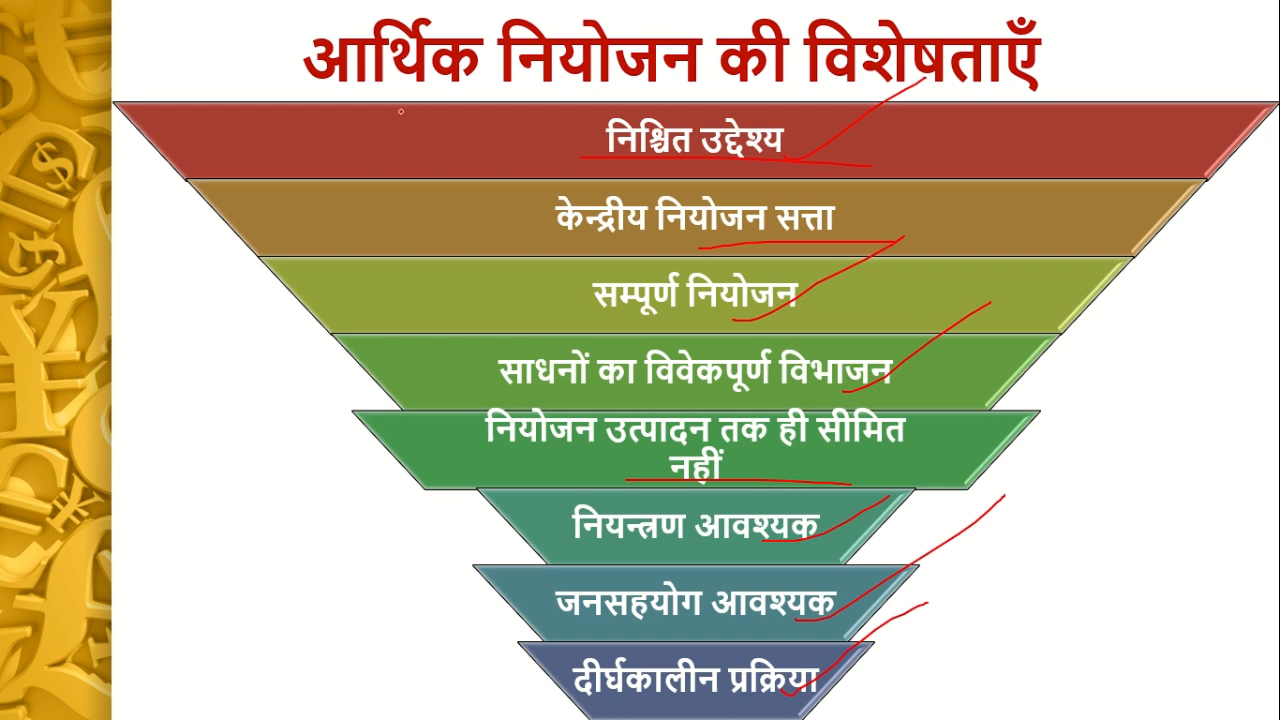 आर्थिक नियोजन की विशेषताएँ
निश्चित उद्देश्य
केन्द्रीय नियोजन सत्ता
सम्पूर्ण नियोजन
साधनों का विवेकपूर्ण विभाजन
नियोजन उत्पादन तक ही सीमित
नहीं
नियन्त्रण आवश्यक
जनसहयोग आवश्यक
दीर्घकालीन प्रक्रिया